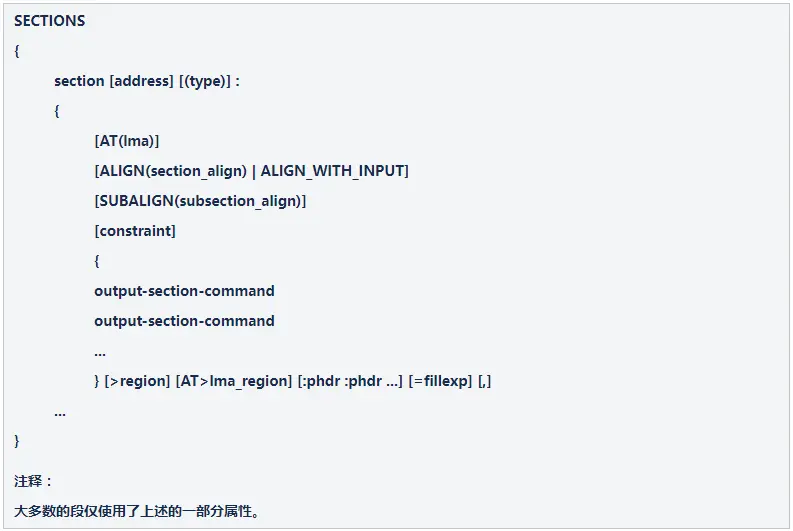 SECTIONS
{
section [address] [(type)] :
{
[AT(lma)]
[ALIGN(section_align) | ALIGN_WITH_INPUT]
[SUBALIGN(subsection_align)]
[constraint]
{
output-section-command
output-section-command
...
} [>region] [AT>lma_region] [:phdr :phdr ...] [=fillexp] [,]
...
}
注释：
大多数的段仅使用了上述的一部分属性。